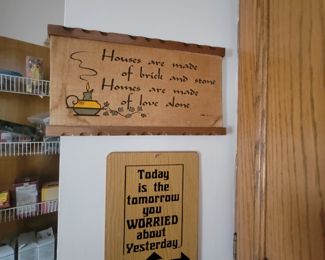 Houses are made
of brick and stone
Homes are made
of love alone
Today
is the
tomorrow
you
WORRIED
about
Yesterday